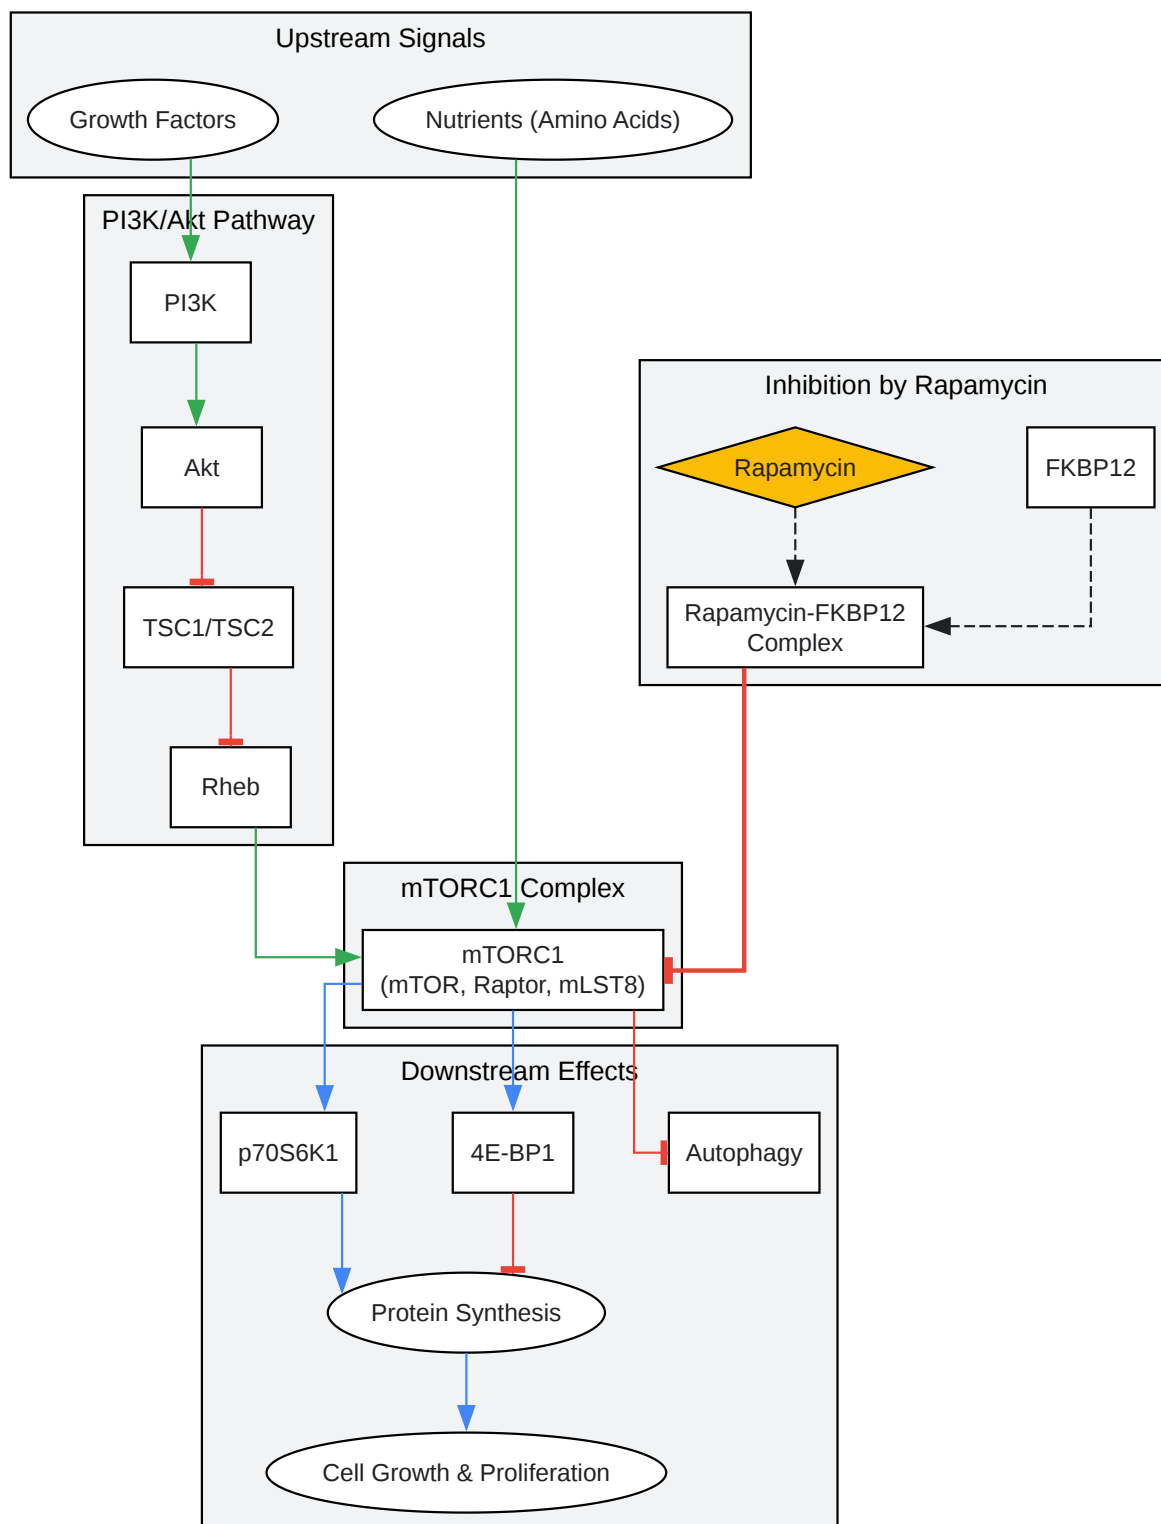 Upstream Signals
Growth Factors
Nutrients (Amino Acids)
PI3K/Akt Pathway
PI3K
Akt
TSC1/TSC2
Rheb
Inhibition by Rapamycin
Rapamycin
FKBP12
Rapamycin-FKBP12
Complex
mTORC1 Complex
mTORC1
(mTOR, Raptor, mLST8)
Downstream Effects
p70S6K1
4E-BP1
Autophagy
Protein Synthesis
Cell Growth & Proliferation